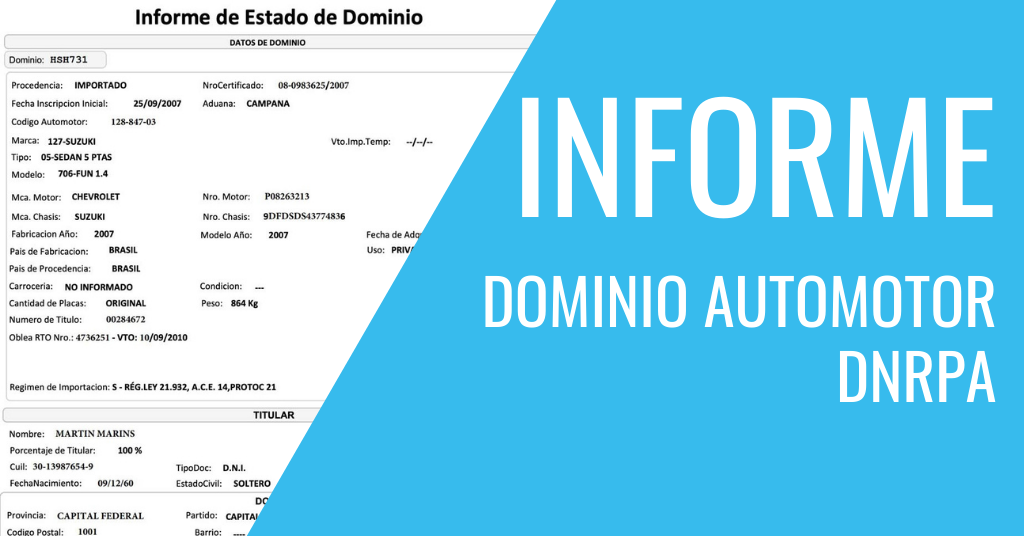 Informe de Estado de Dominio
DATOS DE DOMINIO
Dominio: HSH731
Procedencia: IMPORTADO NroCertificado: 08-0983625/2007
Fecha Inscripcion Inicial: 25/09/2007 Aduana: CAMPANA
Codigo Automotor: 128-847-03
Marca: 127-SUZUKI Vto.Imp.Temp: --/--/--
Tipo: 05-SEDAN 5 PTAS
Modelo: 706-FUN 1.4
Mca. Motor: CHEVROLET Nro. Motor: P08263213
Mca. Chasis: SUZUKI Nro. Chasis: 9DFDSDS43774836
Fabricacion Año: 2007 Modelo Año: 2007 Fecha de Adq
Pais de Fabricacion: BRASIL Uso: PRIVA
Pais de Procedencia: BRASIL
Carroceria: NO INFORMADO Condicion: ---
Cantidad de Placas: ORIGINAL Peso: 864 Kg
Numero de Titulo: 00284672
Oblea RTO Nro.: 4736251 - VTO: 10/09/2010
Regimen de Importacion: S - RÉG.LEY 21.932, A.C.E. 14,PROTOC 21
TITULAR
Nombre: MARTIN MARINS
Porcentaje de Titular: 100 %
Cuil: 30-13987654-9 TipoDoc: D.N.I.
FechaNacimiento: 09/12/60 EstadoCivil: SOLTERO
DO
Provincia: CAPITAL FEDERAL Partido: CAPITAL
Codigo Postal: 1001 Barrio: ----
INFORME
DOMINIO AUTOMOTOR
DNRPA